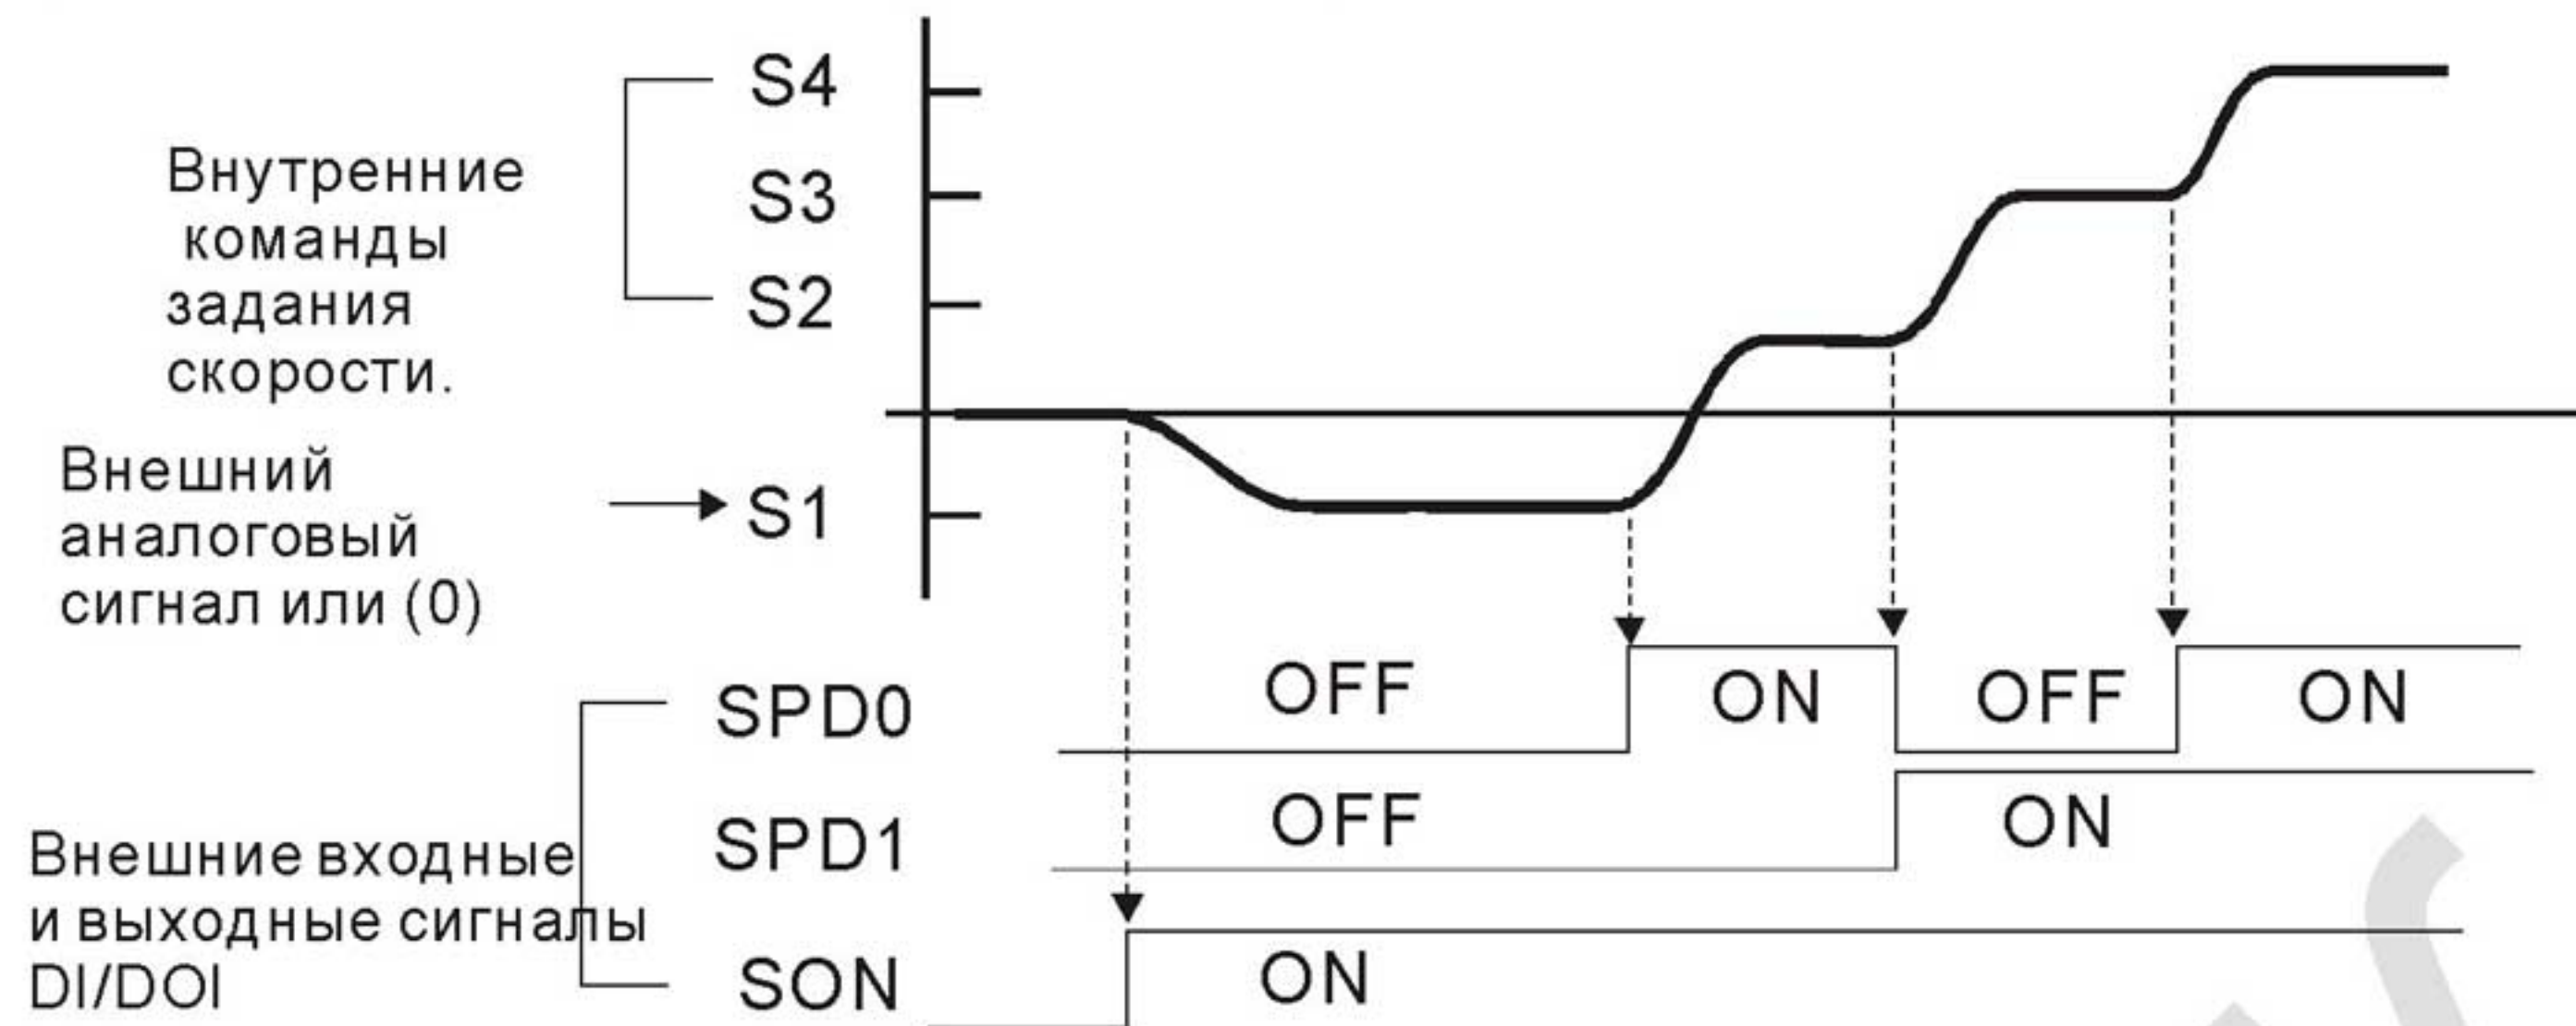 S4
Внутренние
команды
задания
скорости.
S3
S2
Внешний
аналоговый
сигнал или (0)
S1
SPD0
OFF
ON
OFF
ON
SPD1
OFF
ON
Внешние входные
и выходные сигналы
DI/DOI
SON
ON